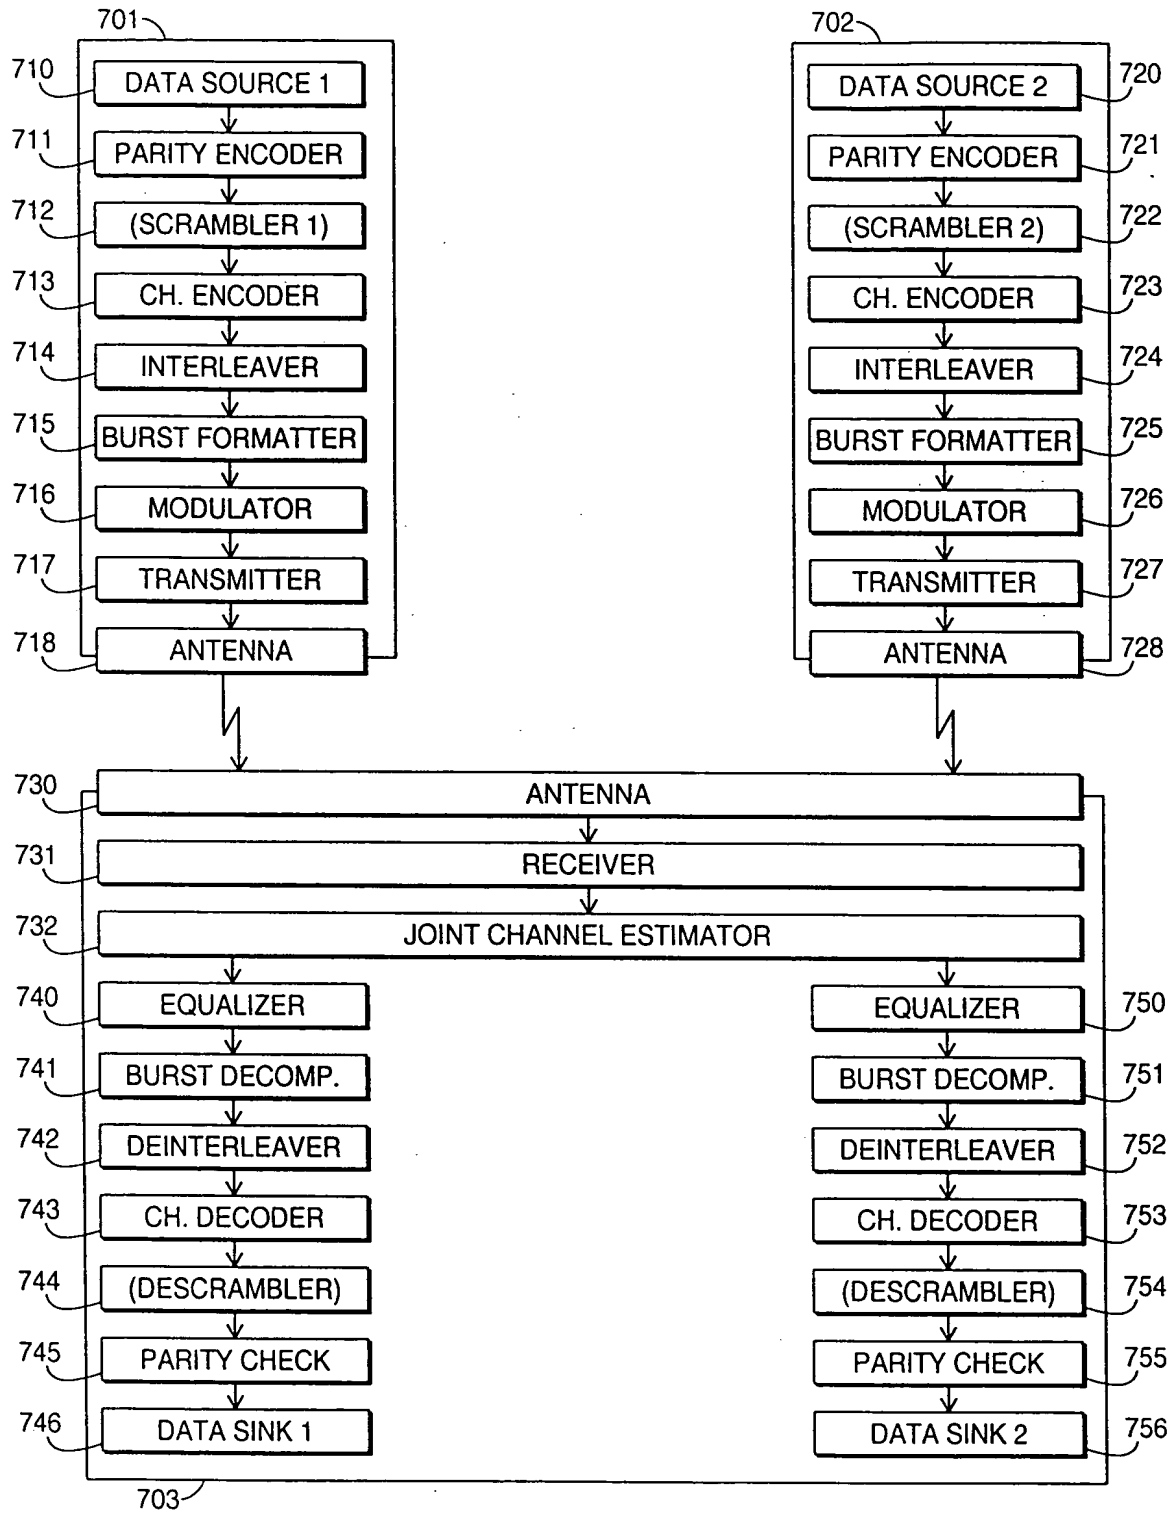 701
710
DATA SOURCE 1
711
PARITY ENCODER
712
(SCRAMBLER 1)
713
CH. ENCODER
714
INTERLEAVER
715
BURST FORMATTER
716
MODULATOR
717
TRANSMITTER
718
ANTENNA
702
DATA SOURCE 2
720
PARITY ENCODER
721
(SCRAMBLER 2)
722
CH. ENCODER
723
INTERLEAVER
724
BURST FORMATTER
725
MODULATOR
726
TRANSMITTER
727
ANTENNA
728
730
ANTENNA
731
RECEIVER
732
JOINT CHANNEL ESTIMATOR
740
EQUALIZER
741
BURST DECOMP.
742
DEINTERLEAVER
743
CH. DECODER
744
(DESCRAMBLER)
745
PARITY CHECK
746
DATA SINK 1
EQUALIZER
750
BURST DECOMP.
751
DEINTERLEAVER
752
CH. DECODER
753
(DESCRAMBLER)
754
PARITY CHECK
755
DATA SINK 2
756
703